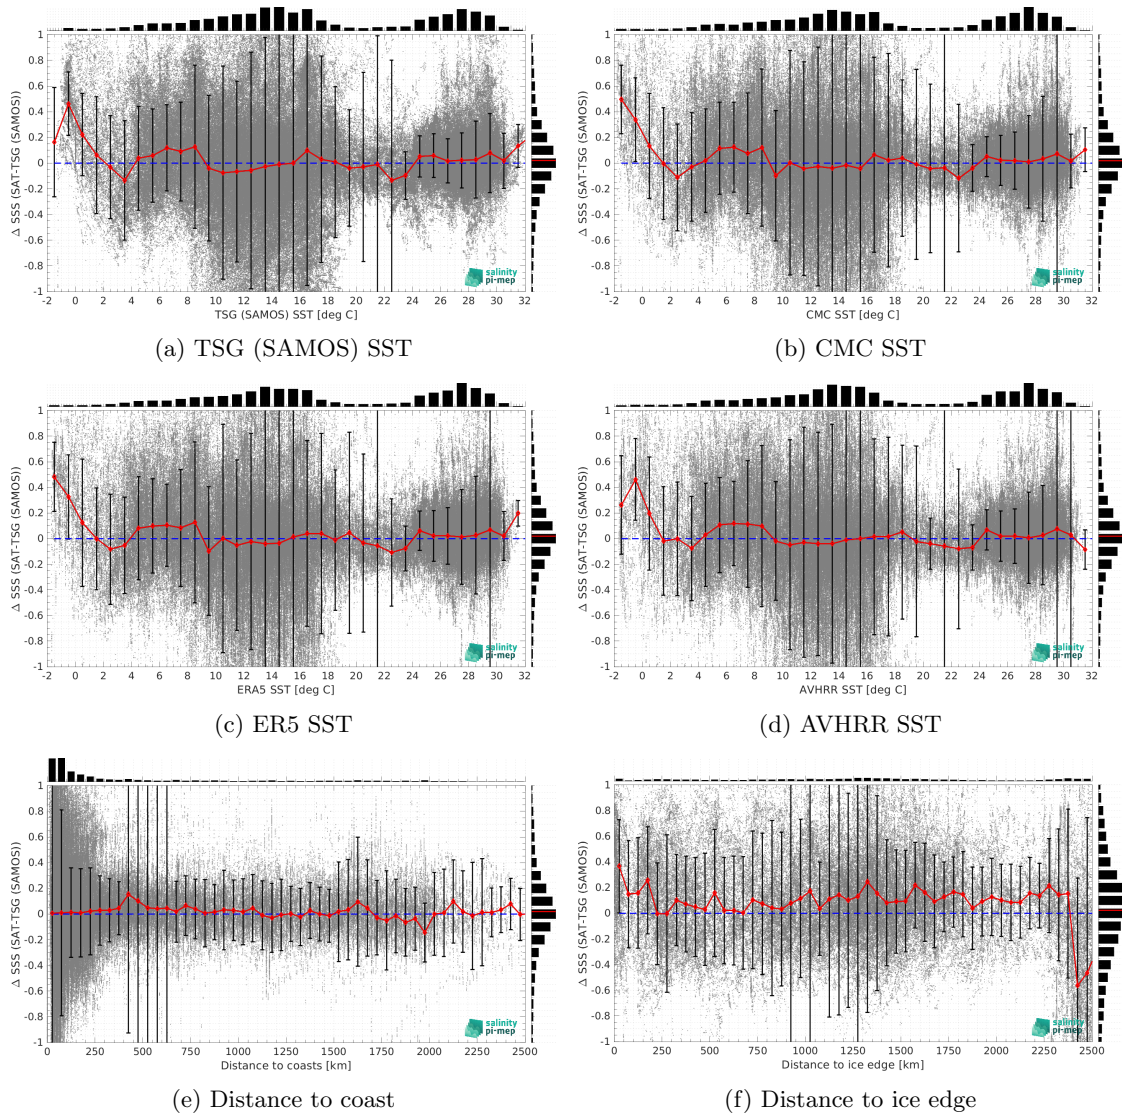 1
0.8
0.6
0.4
0.2
0
-0.2
-0.4
-0.6
-0.8
-1
Δ SSS (SAT-TSG (SAMOS))
salinity
pi-mep
-2 0 2 4 6 8 10 12 14 16 18 20 22 24 26 28 30 32
TSG (SAMOS) SST [deg C]
(a) TSG (SAMOS) SST
1
0.8
0.6
0.4
0.2
0
-0.2
-0.4
-0.6
-0.8
-1
Δ SSS (SAT-TSG (SAMOS))
salinity
pi-mep
-2 0 2 4 6 8 10 12 14 16 18 20 22 24 26 28 30 32
CMC SST [deg C]
(b) CMC SST
1
0.8
0.6
0.4
0.2
0
-0.2
-0.4
-0.6
-0.8
-1
Δ SSS (SAT-TSG (SAMOS))
salinity
pi-mep
-2 0 2 4 6 8 10 12 14 16 18 20 22 24 26 28 30 32
ERA5 SST [deg C]
(c) ER5 SST
1
0.8
0.6
0.4
0.2
0
-0.2
-0.4
-0.6
-0.8
-1
Δ SSS (SAT-TSG (SAMOS))
salinity
pi-mep
-2 0 2 4 6 8 10 12 14 16 18 20 22 24 26 28 30 32
AVHRR SST [deg C]
(d) AVHRR SST
1
0.8
0.6
0.4
0.2
0
-0.2
-0.4
-0.6
-0.8
-1
Δ SSS (SAT-TSG (SAMOS))
salinity
pi-mep
0 250 500 750 1000 1250 1500 1750 2000 2250 2500
Distance to coasts [km]
(e) Distance to coast
1
0.8
0.6
0.4
0.2
0
-0.2
-0.4
-0.6
-0.8
-1
Δ SSS (SAT-TSG (SAMOS))
salinity
pi-mep
0 250 500 750 1000 1250 1500 1750 2000 2250 2500
Distance to ice edge [km]
(f) Distance to ice edge